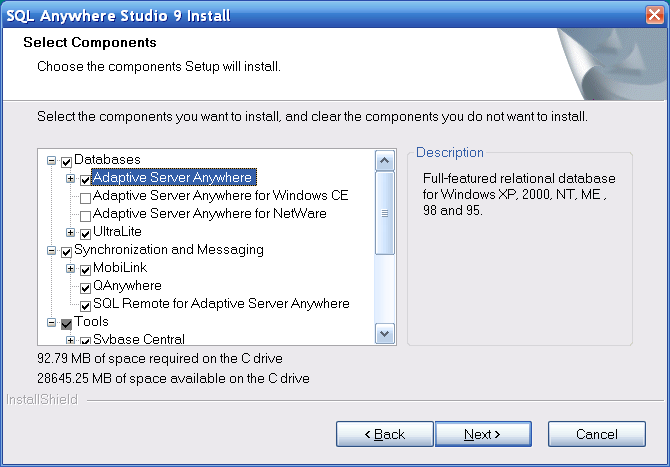 SQL Anywhere Studio 9 Install
Select Components
Choose the components Setup will install.
Select the components you want to install, and clear the components you do not want to install.
Databases
Adaptive Server Anywhere
Adaptive Server Anywhere for Windows CE
Adaptive Server Anywhere for NetWare
UltraLite
Synchronization and Messaging
MobiLink
QAnywhere
SQL Remote for Adaptive Server Anywhere
Tools
Sybase Central
Description
Full-featured relational database
for Windows XP, 2000, NT, ME ,
98 and 95.
92.79 MB of space required on the C drive
28645.25 MB of space available on the C drive
InstallShield
< Back
Next >
Cancel